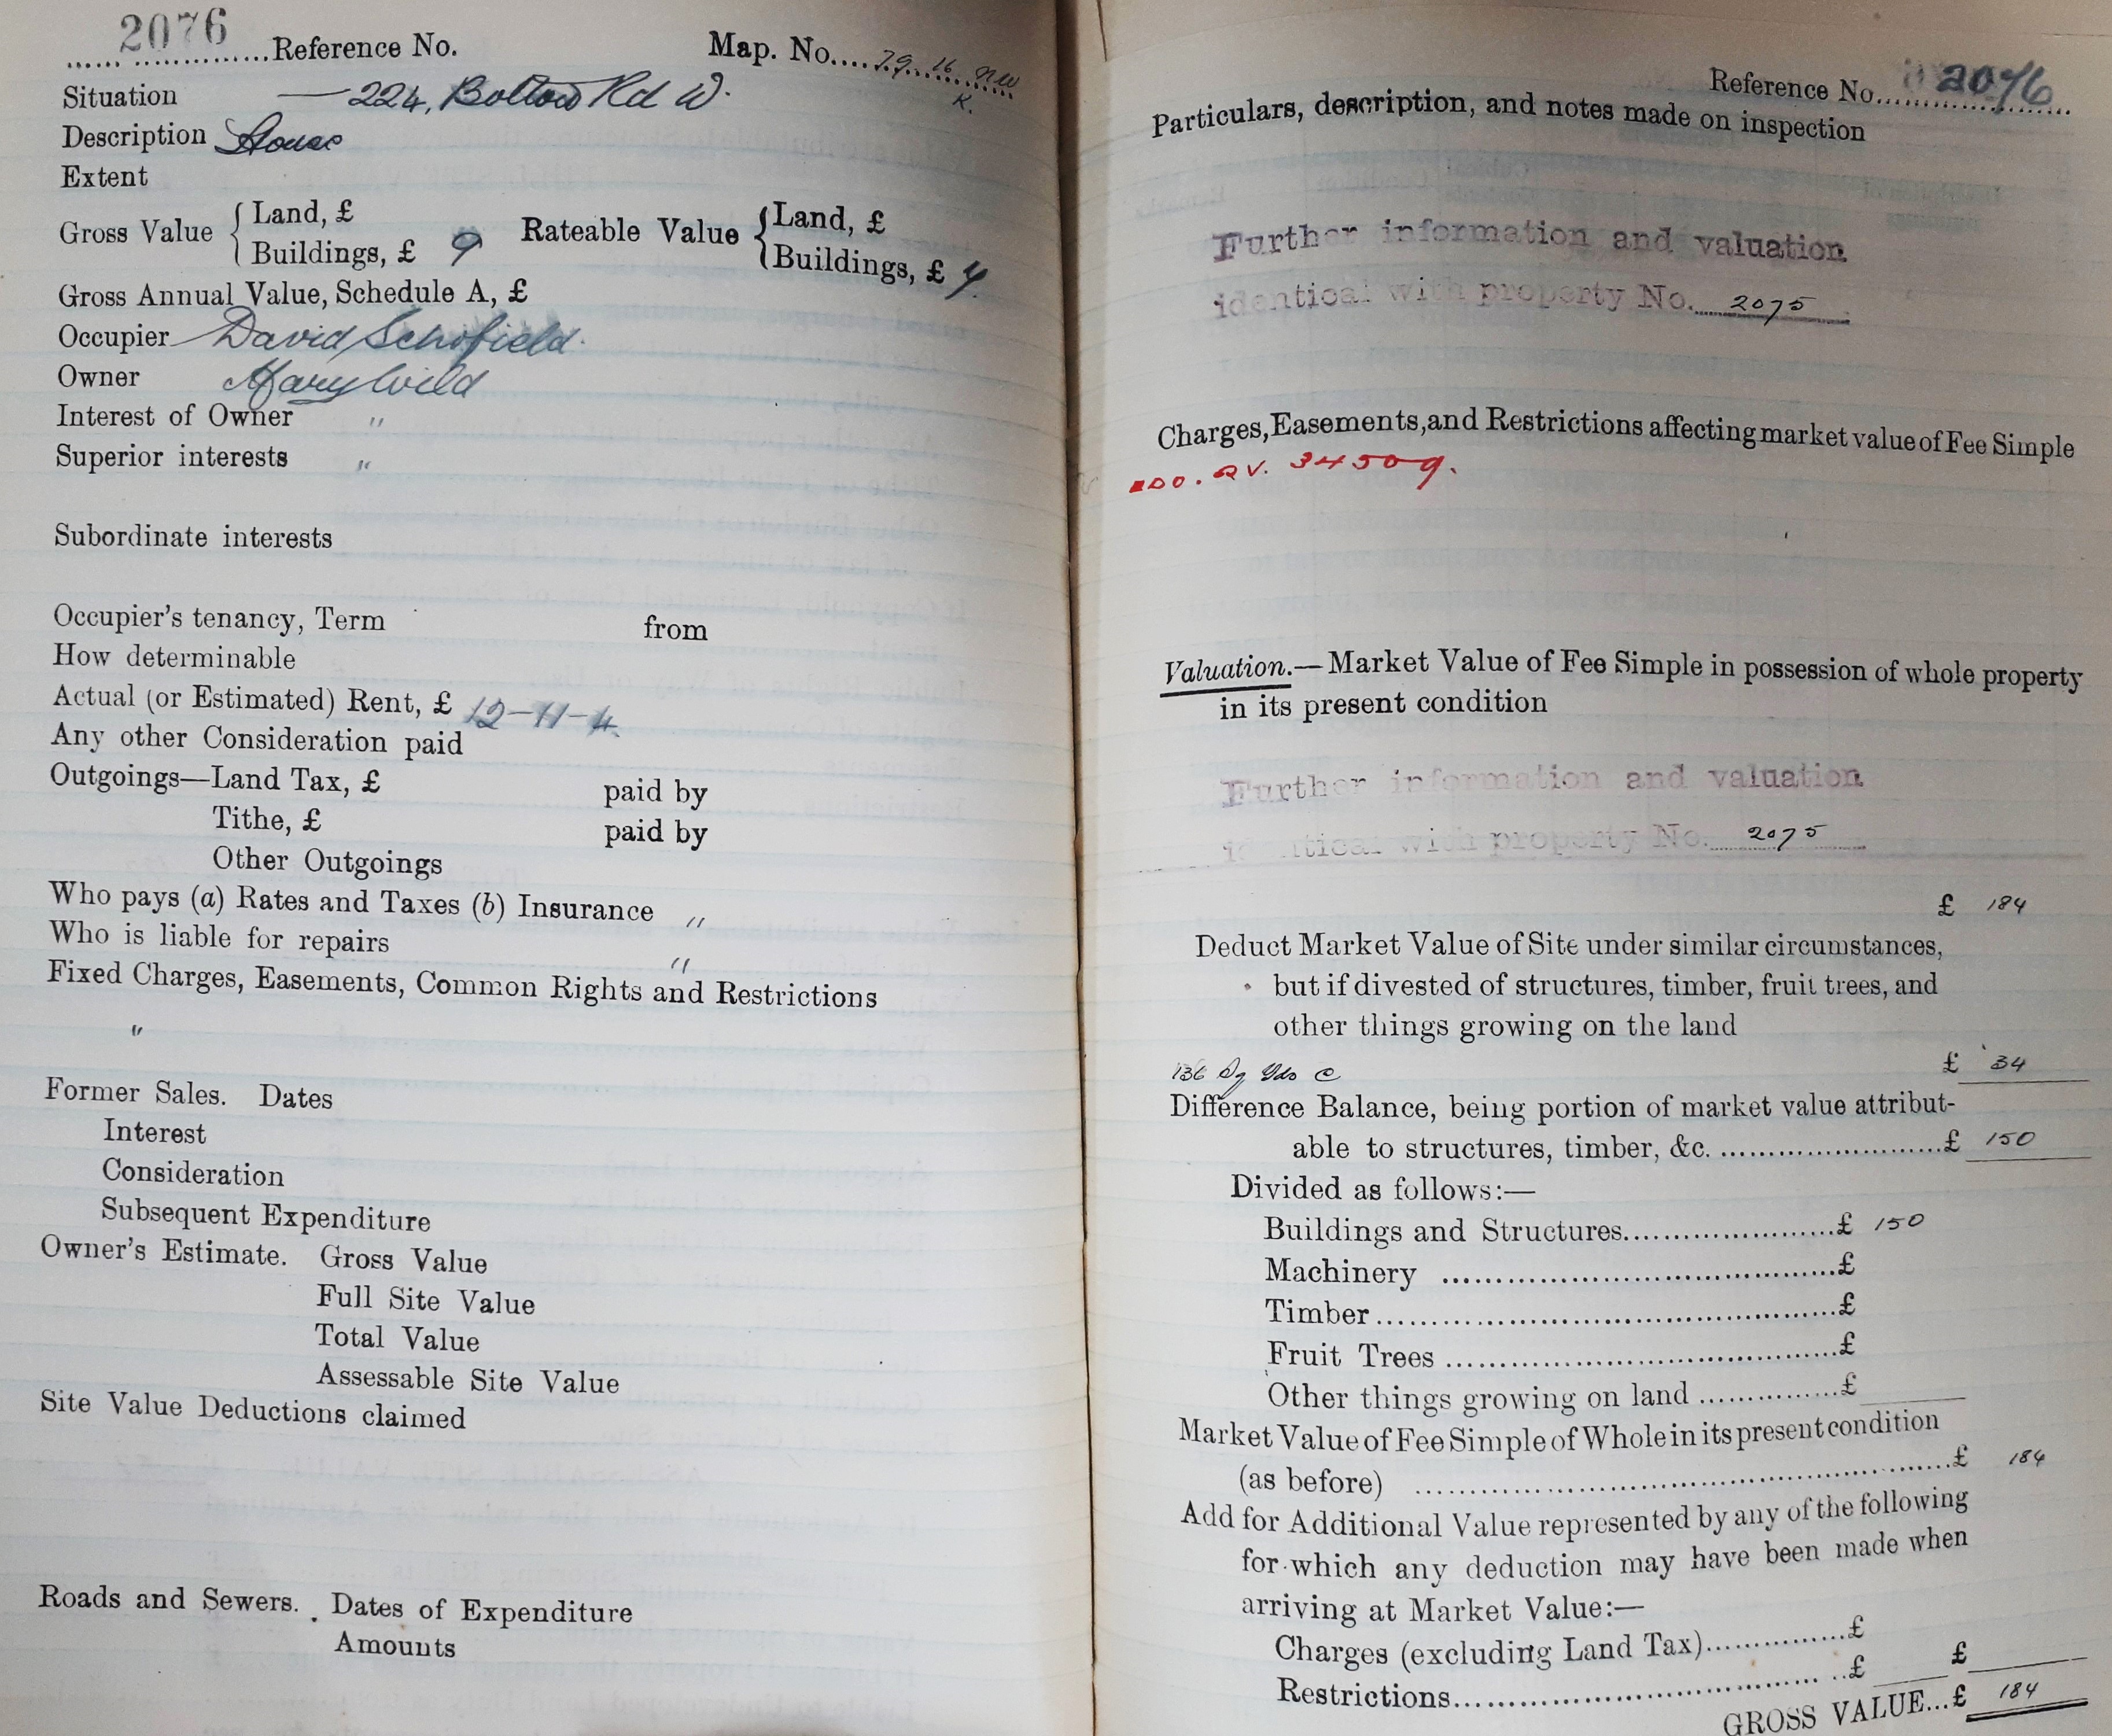 2076
......Reference No.
Map. No.....79. 16 NW
K.
Situation — 224, Bolton Rd W.
Description House
Extent
Gross Value { Land, £
Buildings, £ 9
Rateable Value { Land, £
Buildings, £ 7.
Gross Annual Value, Schedule A, £
Occupier David Schofield.
Owner Mary Wild
Interest of Owner "
Superior interests "
Subordinate interests
Occupier's tenancy, Term from
How determinable
Actual (or Estimated) Rent, £ 12-11-4.
Any other Consideration paid
Outgoings—Land Tax, £ paid by
Tithe, £ paid by
Other Outgoings
Who pays (a) Rates and Taxes (b) Insurance "
Who is liable for repairs "
Fixed Charges, Easements, Common Rights and Restrictions
"
Former Sales. Dates
Interest
Consideration
Subsequent Expenditure
Owner's Estimate. Gross Value
Full Site Value
Total Value
Assessable Site Value
Site Value Deductions claimed
Roads and Sewers. Dates of Expenditure
Amounts
Reference No. 2076
Particulars, description, and notes made on inspection
Further information and valuation
identical with property No. 2075
Charges, Easements, and Restrictions affecting market value of Fee Simple
34509.
Valuation.—Market Value of Fee Simple in possession of whole property
in its present condition
Further information and valuation
identical with property No. 2075
£ 184
Deduct Market Value of Site under similar circumstances,
but if divested of structures, timber, fruit trees, and
other things growing on the land
136 Sq Yds @ £ 34
Difference Balance, being portion of market value attribut-
able to structures, timber, &c. ........£ 150
Divided as follows:—
Buildings and Structures........£ 150
Machinery ........£
Timber........£
Fruit Trees ........£
Other things growing on land ........£
Market Value of Fee Simple of Whole in its present condition
(as before) ........£ 184
Add for Additional Value represented by any of the following
for which any deduction may have been made when
arriving at Market Value:—
Charges (excluding Land Tax)........£
Restrictions........£ £
GROSS VALUE...£ 184